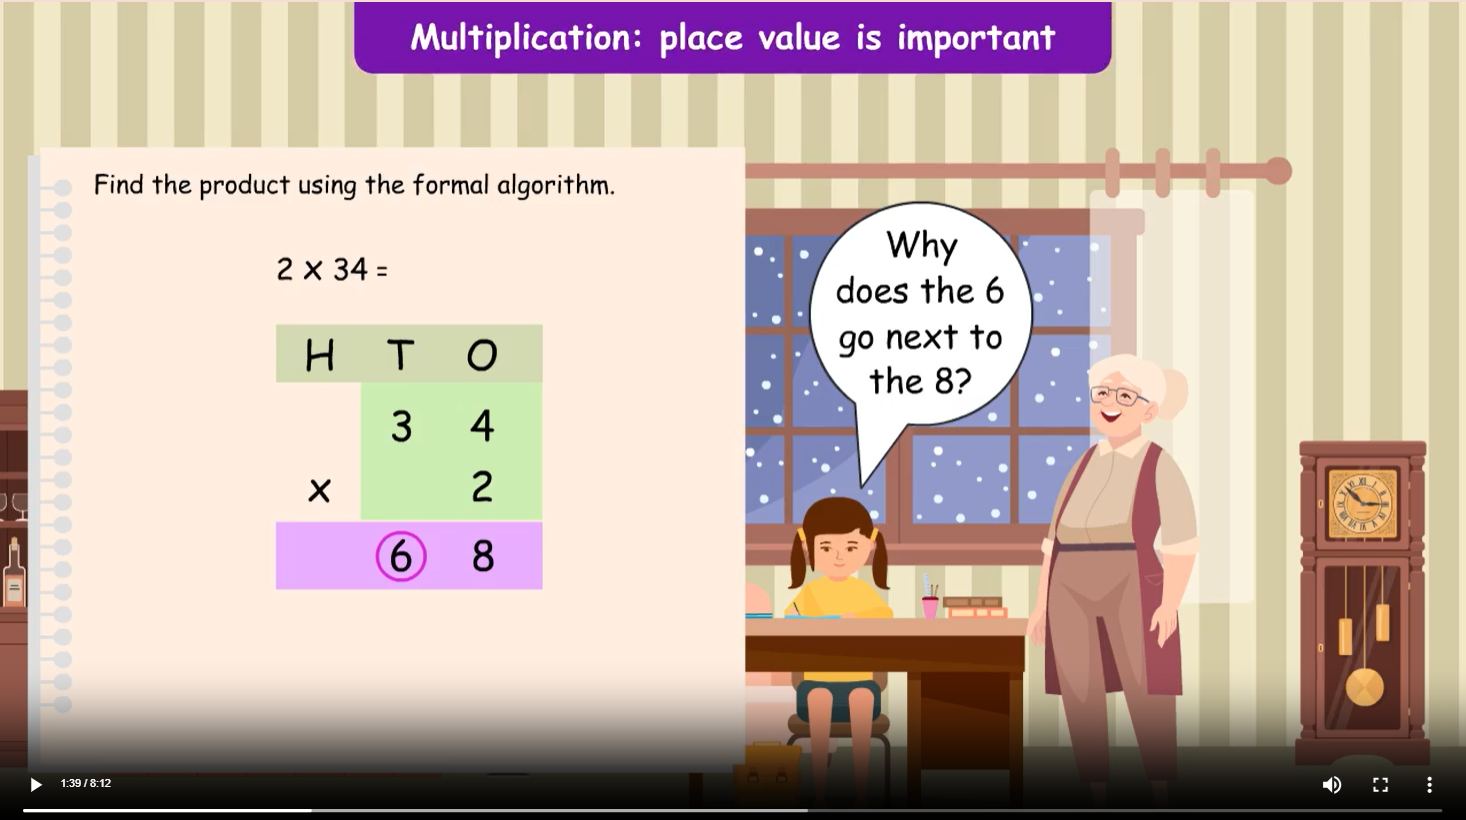 Multiplication: place value is important
Find the product using the formal algorithm.
2 x 34 =
H T O
3 4
x 2
6 8
Why
does the 6
go next to
the 8?
1:39 / 8:12